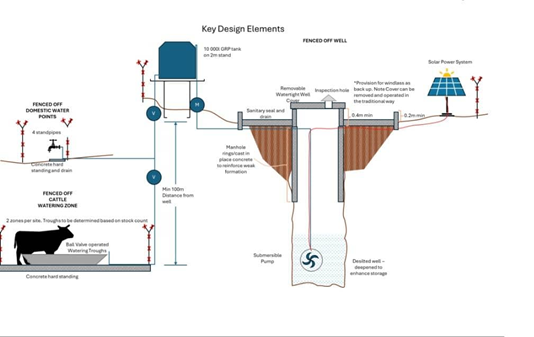 Key Design Elements
FENCED OFF WELL
10 000l GRP tank
on 2m stand
Solar Power System
Removable
Watertight Well
Cover
Inspection hole
*Provision for windlass as
back up. Note Cover can be
removed and operated in
the traditional way
FENCED OFF
DOMESTIC WATER
POINTS
4 standpipes
V
M
Sanitary seal and
drain
0.4m min
0.2m min
Concrete hard
standing and drain
Manhole
rings/cast in
place concrete
to reinforce weak
formation
V
Min 100m
Distance from
well
FENCED OFF
CATTLE
WATERING ZONE
2 zones per site. Troughs to be determined based on stock count
Ball Valve operated
Watering Troughs
Concrete hard standing
Submersible
Pump
Desilted well –
deepened to
enhance storage